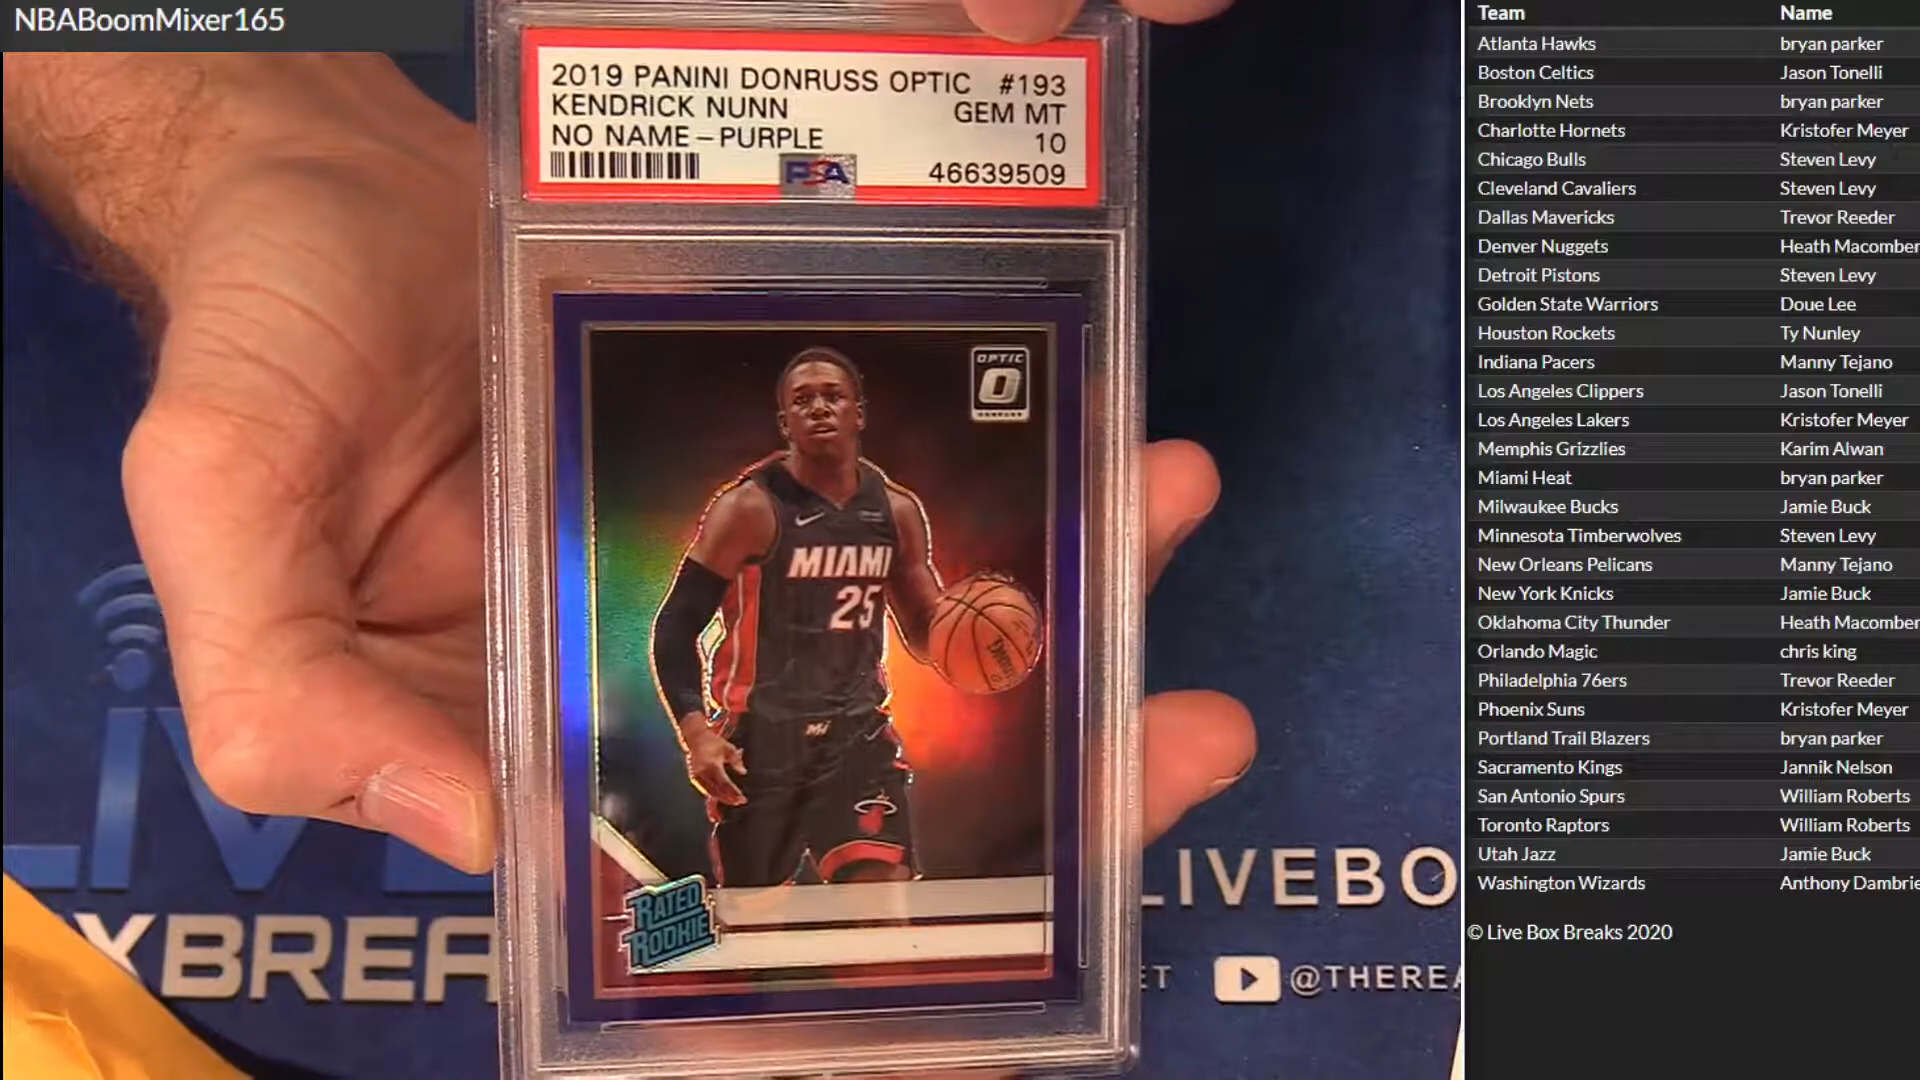 NBABoomMixer165
2019 PANINI DONRUSS OPTIC #193
KENDRICK NUNN GEM MT
NO NAME-PURPLE 10
PSA 46639509
OPTIC
O
DONRUSS
MIAMI
25
RATED
ROOKIE
LIVE
XBREA
LIVEBO
ET @THEREA
Team Name
Atlanta Hawks bryan parker
Boston Celtics Jason Tonelli
Brooklyn Nets bryan parker
Charlotte Hornets Kristofer Meyer
Chicago Bulls Steven Levy
Cleveland Cavaliers Steven Levy
Dallas Mavericks Trevor Reeder
Denver Nuggets Heath Macomber
Detroit Pistons Steven Levy
Golden State Warriors Doue Lee
Houston Rockets Ty Nunley
Indiana Pacers Manny Tejano
Los Angeles Clippers Jason Tonelli
Los Angeles Lakers Kristofer Meyer
Memphis Grizzlies Karim Alwan
Miami Heat bryan parker
Milwaukee Bucks Jamie Buck
Minnesota Timberwolves Steven Levy
New Orleans Pelicans Manny Tejano
New York Knicks Jamie Buck
Oklahoma City Thunder Heath Macomber
Orlando Magic chris king
Philadelphia 76ers Trevor Reeder
Phoenix Suns Kristofer Meyer
Portland Trail Blazers bryan parker
Sacramento Kings Jannik Nelson
San Antonio Spurs William Roberts
Toronto Raptors William Roberts
Utah Jazz Jamie Buck
Washington Wizards Anthony Dambrie
© Live Box Breaks 2020